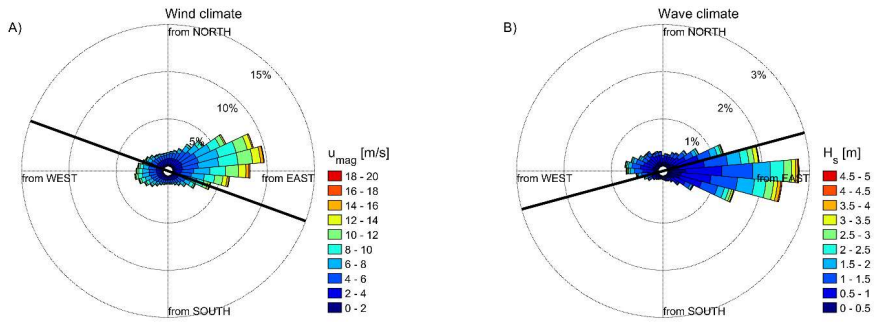 A)
Wind climate
from NORTH
15%
10%
5%
from WEST
from EAST
from SOUTH
u mag [m/s]
18 - 20
16 - 18
14 - 16
12 - 14
10 - 12
8 - 10
6 - 8
4 - 6
2 - 4
0 - 2
B)
Wave climate
from NORTH
3%
2%
1%
from WEST
from EAST
from SOUTH
H s [m]
4.5 - 5
4 - 4.5
3.5 - 4
3 - 3.5
2.5 - 3
2 - 2.5
1.5 - 2
1 - 1.5
0.5 - 1
0 - 0.5